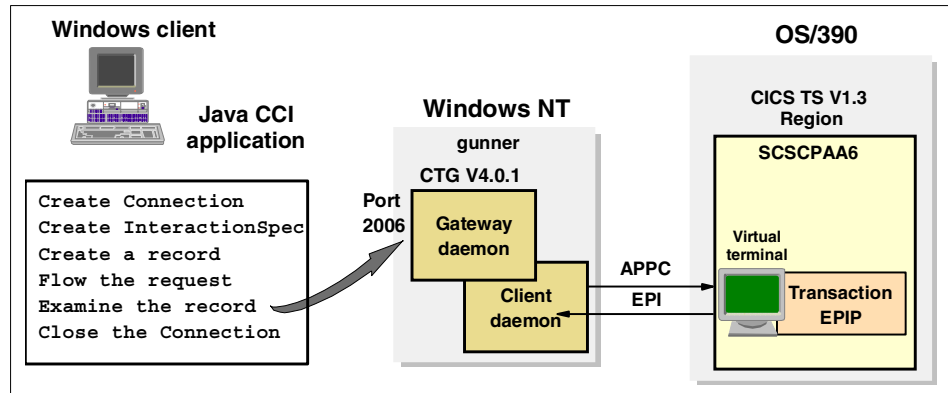 Windows client
Java CCI
application
Create Connection
Create InteractionSpec
Create a record
Flow the request
Examine the record
Close the Connection
Windows NT
gunner
CTG V4.0.1
Port
2006
Gateway
daemon
Client
daemon
APPC
EPI
OS/390
CICS TS V1.3
Region
SCSCPAA6
Virtual
terminal
Transaction
EPIP